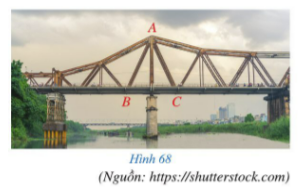 A
B C
Hình 68
(Nguồn: https://shutterstock.com)